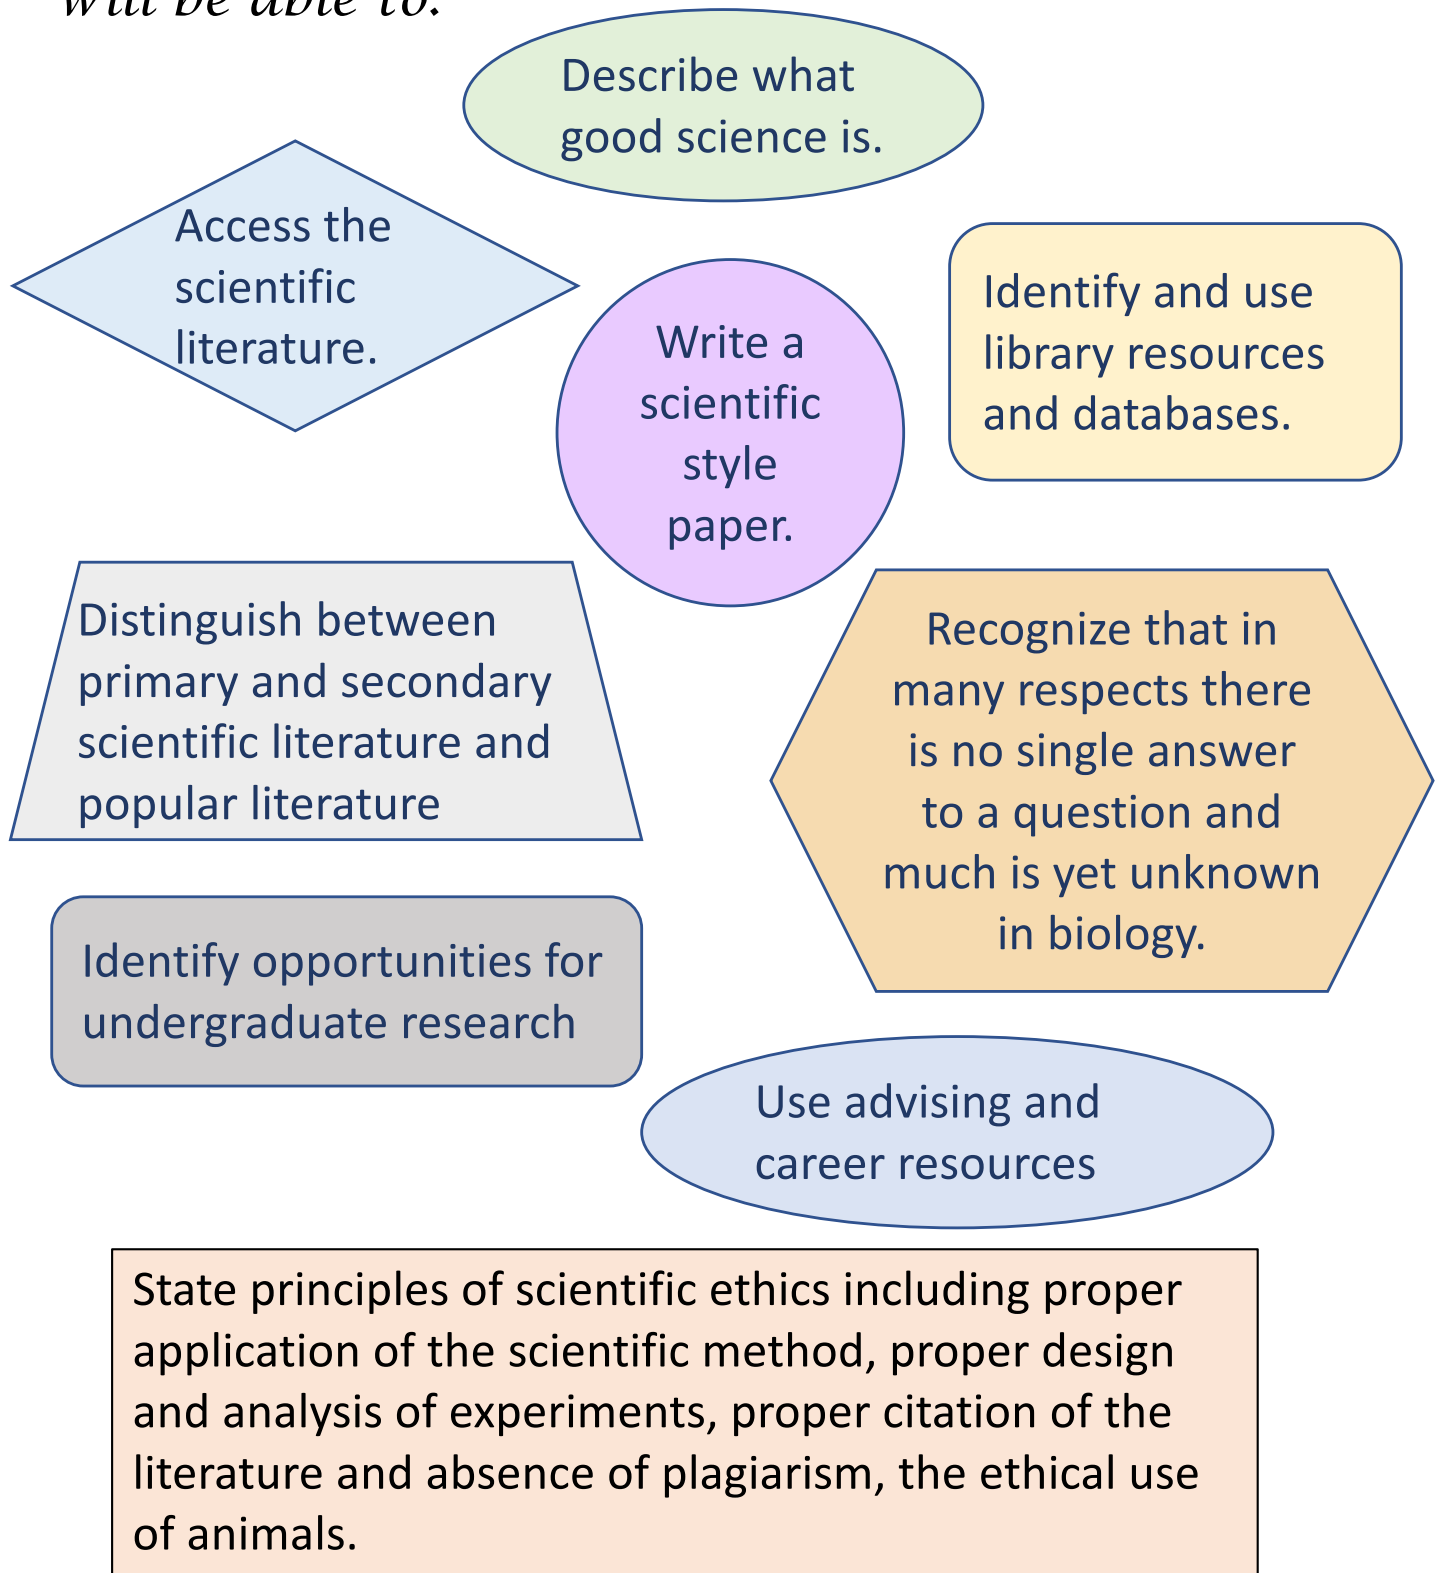 will be able to:
Describe what
good science is.
Access the
scientific
literature.
Identify and use
library resources
and databases.
Write a
scientific
style
paper.
Distinguish between
primary and secondary
scientific literature and
popular literature
Recognize that in
many respects there
is no single answer
to a question and
much is yet unknown
in biology.
Identify opportunities for
undergraduate research
Use advising and
career resources
State principles of scientific ethics including proper
application of the scientific method, proper design
and analysis of experiments, proper citation of the
literature and absence of plagiarism, the ethical use
of animals.